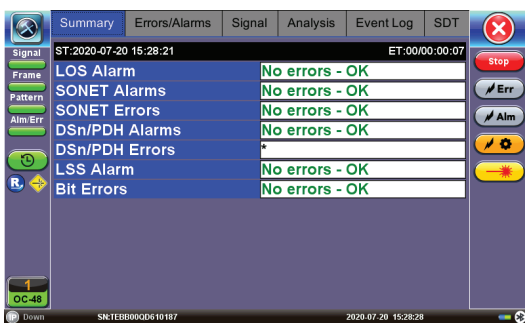 Summary Errors/Alarms Signal Analysis Event Log SDT
Signal
Frame
Pattern
Alm/Err
ST:2020-07-20 15:28:21 ET:00/00:00:07
LOS Alarm No errors - OK
SONET Alarms No errors - OK
SONET Errors No errors - OK
DSn/PDH Alarms No errors - OK
DSn/PDH Errors *
LSS Alarm No errors - OK
Bit Errors No errors - OK
Stop
Err
Alm
R
1
OC-48
IP Down SN:TEBB00QD610187 2020-07-20 15:28:28